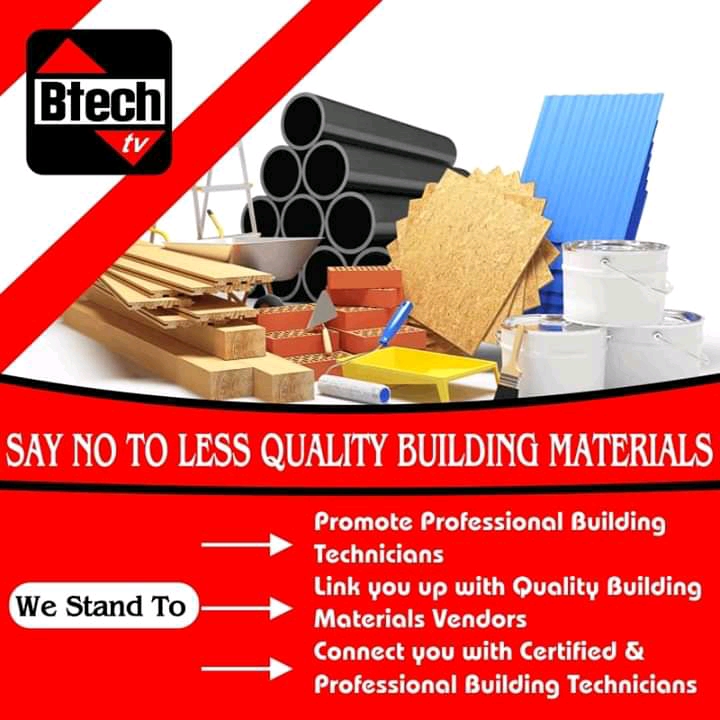 Btech
tv
SAY NO TO LESS QUALITY BUILDING MATERIALS
We Stand To
Promote Professional Building
Technicians
Link you up with Quality Building
Materials Vendors
Connect you with Certified &
Professional Building Technicians